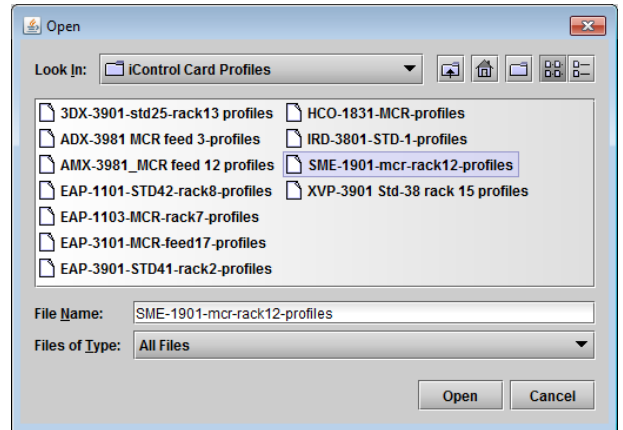 Open
Look In: iControl Card Profiles
3DX-3901-std25-rack13 profiles HCO-1831-MCR-profiles
ADX-3981 MCR feed 3-profiles IRD-3801-STD-1-profiles
AMX-3981_MCR feed 12 profiles SME-1901-mcr-rack12-profiles
EAP-1101-STD42-rack8-profiles XVP-3901 Std-38 rack 15 profiles
EAP-1103-MCR-rack7-profiles
EAP-3101-MCR-feed17-profiles
EAP-3901-STD41-rack2-profiles
File Name: SME-1901-mcr-rack12-profiles
Files of Type: All Files
Open Cancel